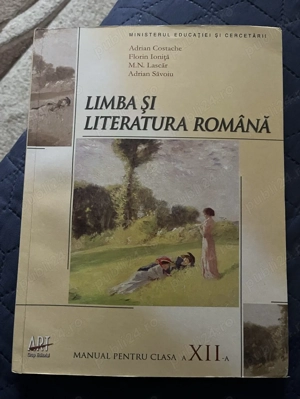 MINISTERUL EDUCAȚIEI ȘI CERCETĂRII
Adrian Costache
Florin Ioniță
M.N. Lascăr
Adrian Săvoiu
LIMBA ȘI
LITERATURA ROMÂNĂ
ART
MANUAL PENTRU CLASA A XII-A